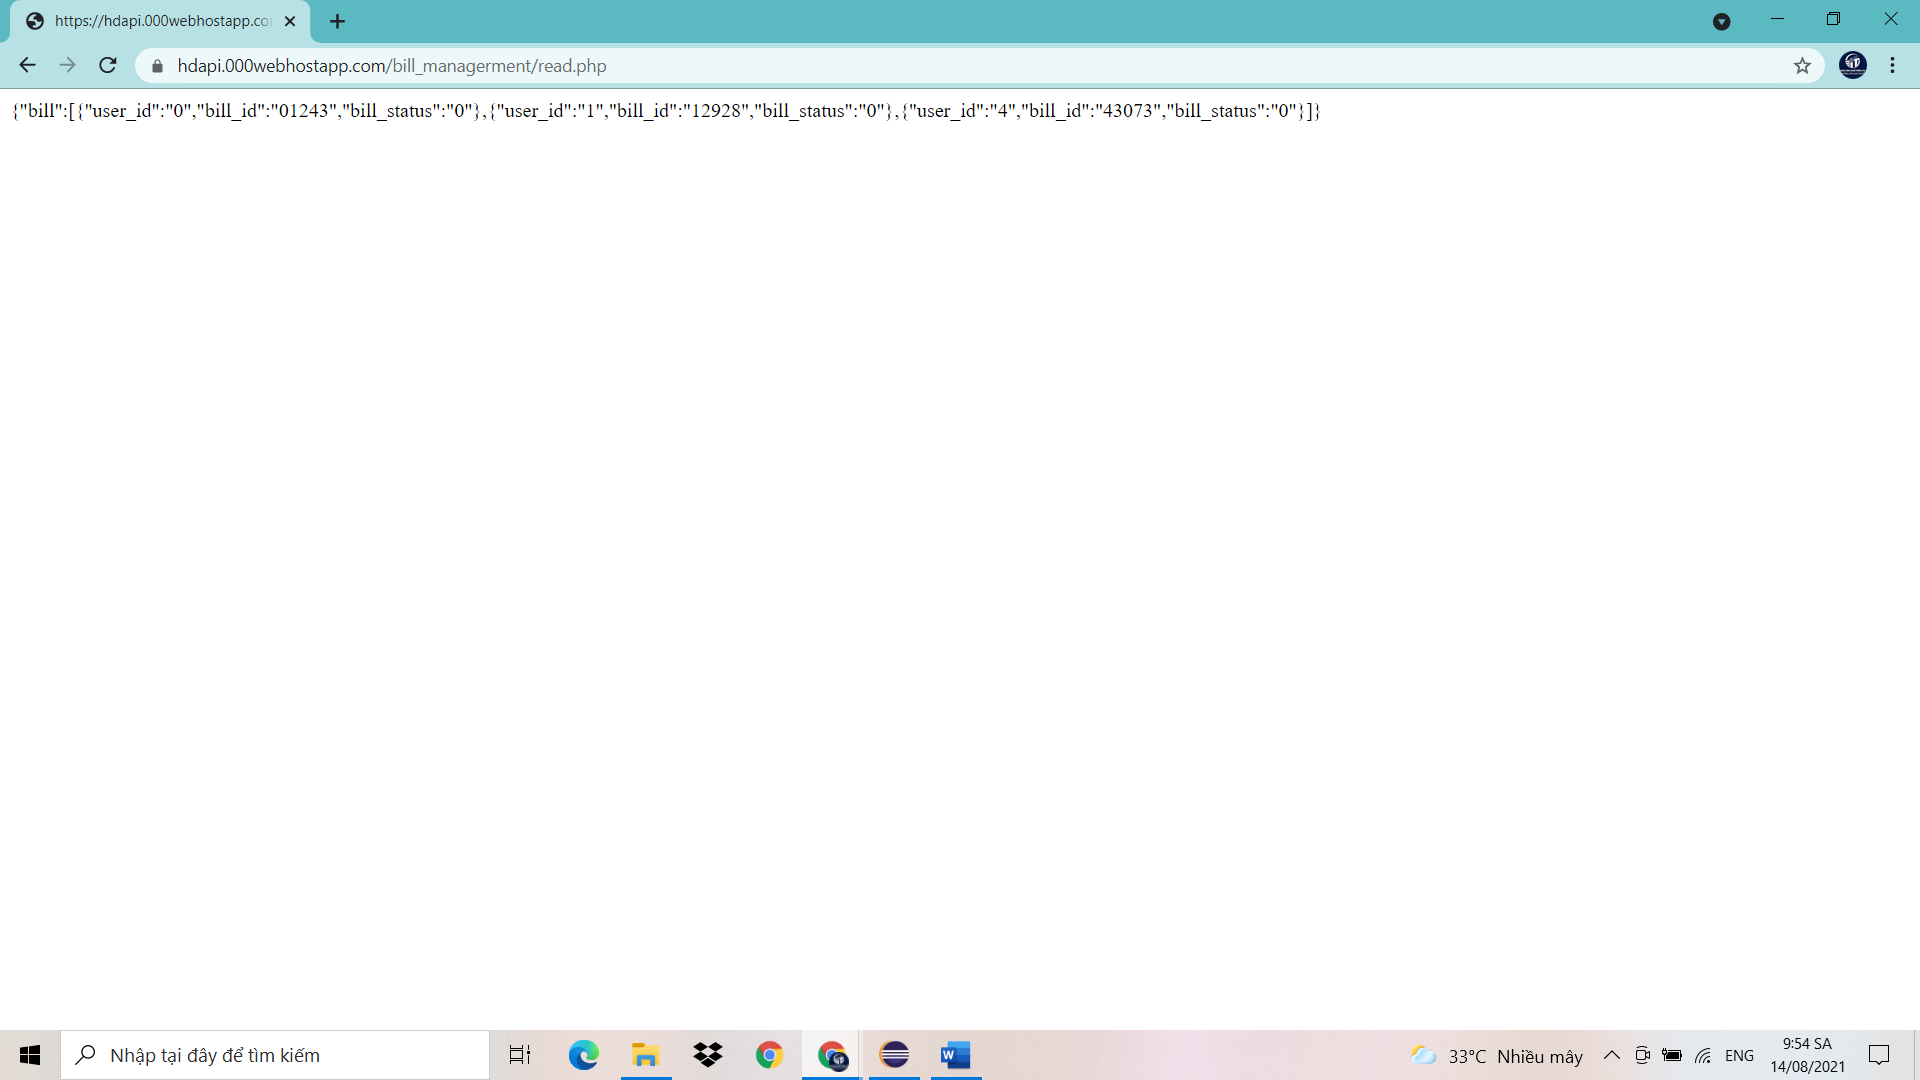 https://hdapi.000webhostapp.co
hdapi.000webhostapp.com/bill_managerment/read.php
{"bill":[{"user_id":"0","bill_id":"01243","bill_status":"0"},{"user_id":"1","bill_id":"12928","bill_status":"0"},{"user_id":"4","bill_id":"43073","bill_status":"0"}]}
Nhập tại đây để tìm kiếm
33°C Nhiều mây
ENG
9:54 SA
14/08/2021